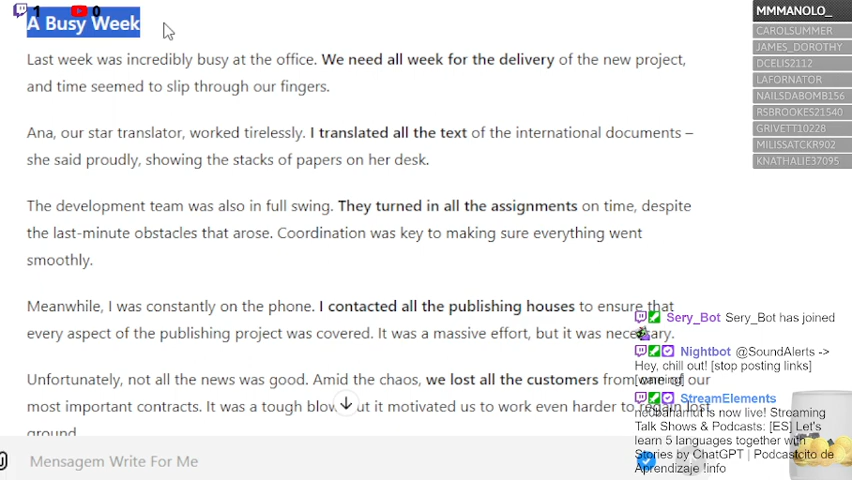 1
0
A Busy Week
Last week was incredibly busy at the office. We need all week for the delivery of the new project,
and time seemed to slip through our fingers.
Ana, our star translator, worked tirelessly. I translated all the text of the international documents –
she said proudly, showing the stacks of papers on her desk.
The development team was also in full swing. They turned in all the assignments on time, despite
the last-minute obstacles that arose. Coordination was key to making sure everything went
smoothly.
Meanwhile, I was constantly on the phone. I contacted all the publishing houses to ensure that
every aspect of the publishing project was covered. It was a massive effort, but it was necessary.
Unfortunately, not all the news was good. Amid the chaos, we lost all the customers from one of our
most important contracts. It was a tough blow, but it motivated us to work even harder to regain lost
ground.
Mensagem Write For Me
MMMANOLO_
CAROLSUMMER
JAMES_DOROTHY
DCELIS2112
LAFORNATOR
NAILSDABOMB156
RSBROOKES21540
GRIVETT10228
MILISSATCKR902
KNATHALIE37095
Sery_Bot Sery_Bot has joined
Nightbot @SoundAlerts ->
Hey, chill out! [stop posting links]
[warning]
StreamElements
ne0bahamut is now live! Streaming
Talk Shows & Podcasts: [ES] Let's
learn 5 languages together with
Stories by ChatGPT | Podcastcito de
Aprendizaje !info